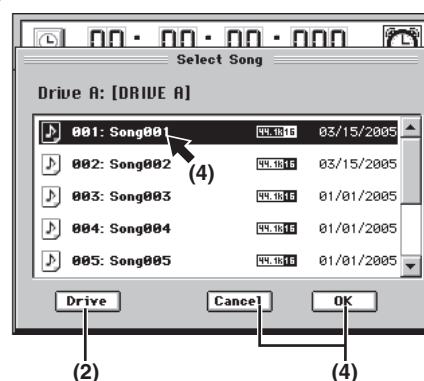 00 · 00 · 00 · 000
Select Song
Drive A: [DRIVE A]
001: Song001 44.1K16 03/15/2005
002: Song002 44.1K16 03/15/2005
(4)
003: Song003 44.1K16 01/01/2005
004: Song004 44.1K16 01/01/2005
005: Song005 44.1K16 01/01/2005
Drive Cancel OK
(2) (4)